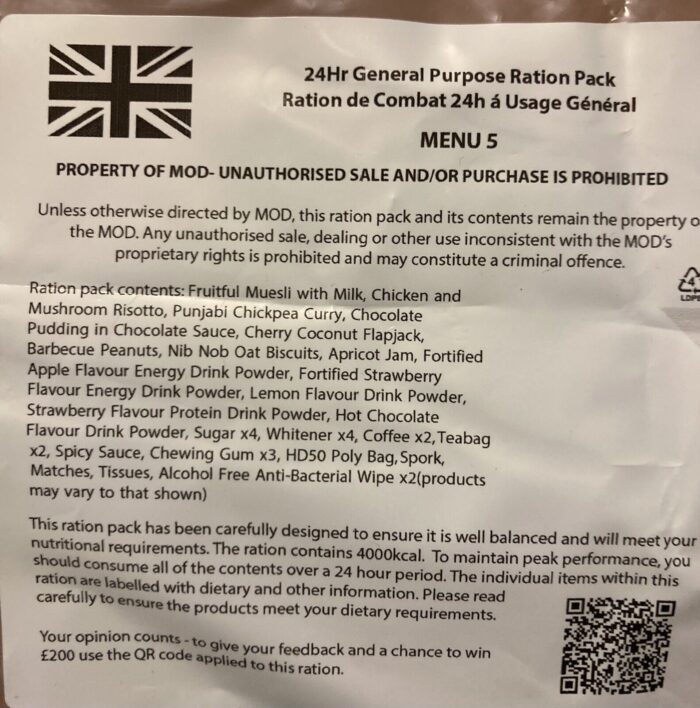 24Hr General Purpose Ration Pack
Ration de Combat 24h á Usage Général
MENU 5
PROPERTY OF MOD- UNAUTHORISED SALE AND/OR PURCHASE IS PROHIBITED
Unless otherwise directed by MOD, this ration pack and its contents remain the property o
the MOD. Any unauthorised sale, dealing or other use inconsistent with the MOD's
proprietary rights is prohibited and may constitute a criminal offence.
Ration pack contents: Fruitful Muesli with Milk, Chicken and
Mushroom Risotto, Punjabi Chickpea Curry, Chocolate
Pudding in Chocolate Sauce, Cherry Coconut Flapjack,
Barbecue Peanuts, Nib Nob Oat Biscuits, Apricot Jam, Fortified
Apple Flavour Energy Drink Powder, Fortified Strawberry
Flavour Energy Drink Powder, Lemon Flavour Drink Powder,
Strawberry Flavour Protein Drink Powder, Hot Chocolate
Flavour Drink Powder, Sugar x4, Whitener x4, Coffee x2, Teabag
x2, Spicy Sauce, Chewing Gum x3, HD50 Poly Bag, Spork,
Matches, Tissues, Alcohol Free Anti-Bacterial Wipe x2(products
may vary to that shown)
4
LDPE
This ration pack has been carefully designed to ensure it is well balanced and will meet your
nutritional requirements. The ration contains 4000kcal. To maintain peak performance, you
should consume all of the contents over a 24 hour period. The individual items within this
ration are labelled with dietary and other information. Please read
carefully to ensure the products meet your dietary requirements.
Your opinion counts - to give your feedback and a chance to win
£200 use the QR code applied to this ration.